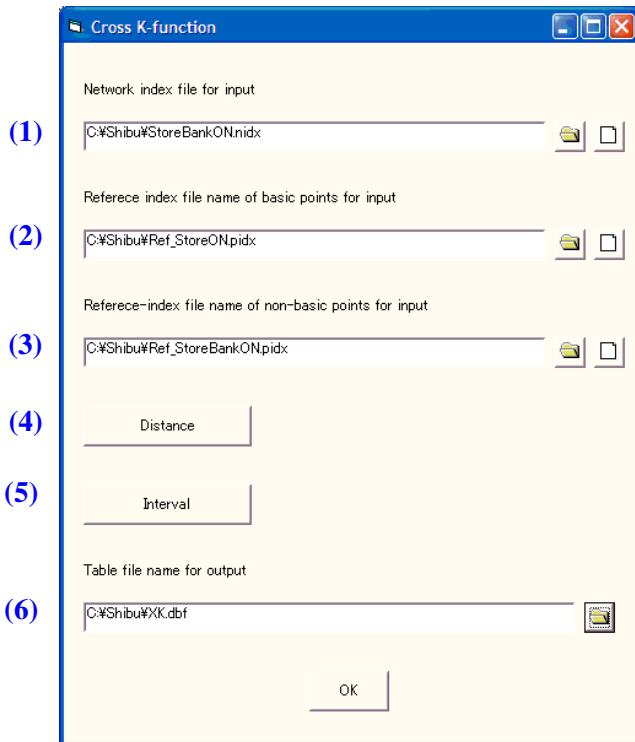 Cross K-function
Network index file for input
(1) C:¥Shibu¥StoreBankON.nidx
Referece index file name of basic points for input
(2) C:¥Shibu¥Ref_StoreON.pidx
Referece-index file name of non-basic points for input
(3) C:¥Shibu¥Ref_StoreBankON.pidx
(4) Distance
(5) Interval
Table file name for output
(6) C:¥Shibu¥XK.dbf
OK